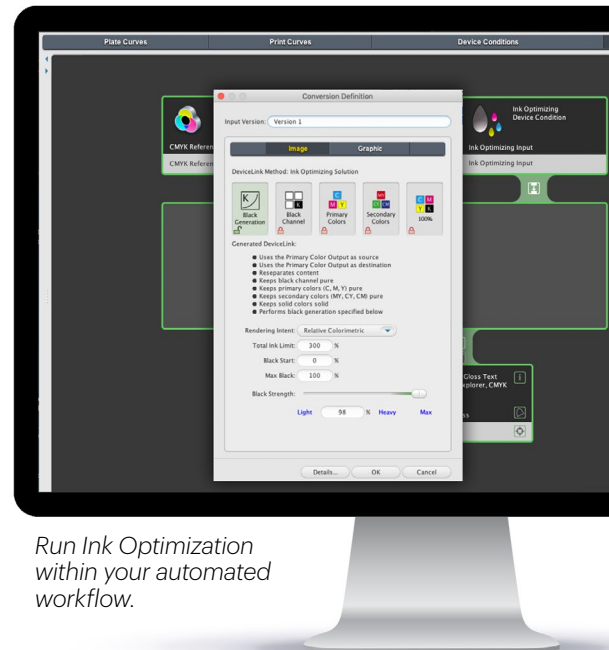 Plate Curves
Print Curves
Device Conditions
Conversion Definition
Input Version: Version 1
Image
Graphic
DeviceLink Method: Ink Optimizing Solution
K
Black
Generation
K
Black
Channel
C
M Y
Primary
Colors
MY
CY CM
Secondary
Colors
C M
Y K
100%
Generated DeviceLink:
● Uses the Primary Color Output as source
● Uses the Primary Color Output as destination
● Reseparates content
● Keeps black channel pure
● Keeps primary colors (C, M, Y) pure
● Keeps secondary colors (MY, CY, CM) pure
● Keeps solid colors solid
● Performs black generation specified below
Rendering Intent: Relative Colorimetric
Total Ink Limit: 300 %
Black Start: 0 %
Max Black: 100 %
Black Strength:
Light 98 % Heavy Max
Details... OK Cancel
CMYK Referen
CMYK Referen
Ink Optimizing
Device Condition
Ink Optimizing Input
Ink Optimizing Input
Gloss Text
xplorer, CMYK
i
ss
Run Ink Optimization
within your automated
workflow.